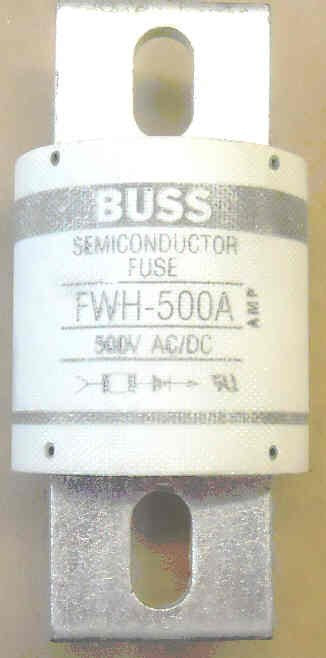 BUSS
SEMICONDUCTOR
FUSE
FWH-500A
AMP
500V AC/DC